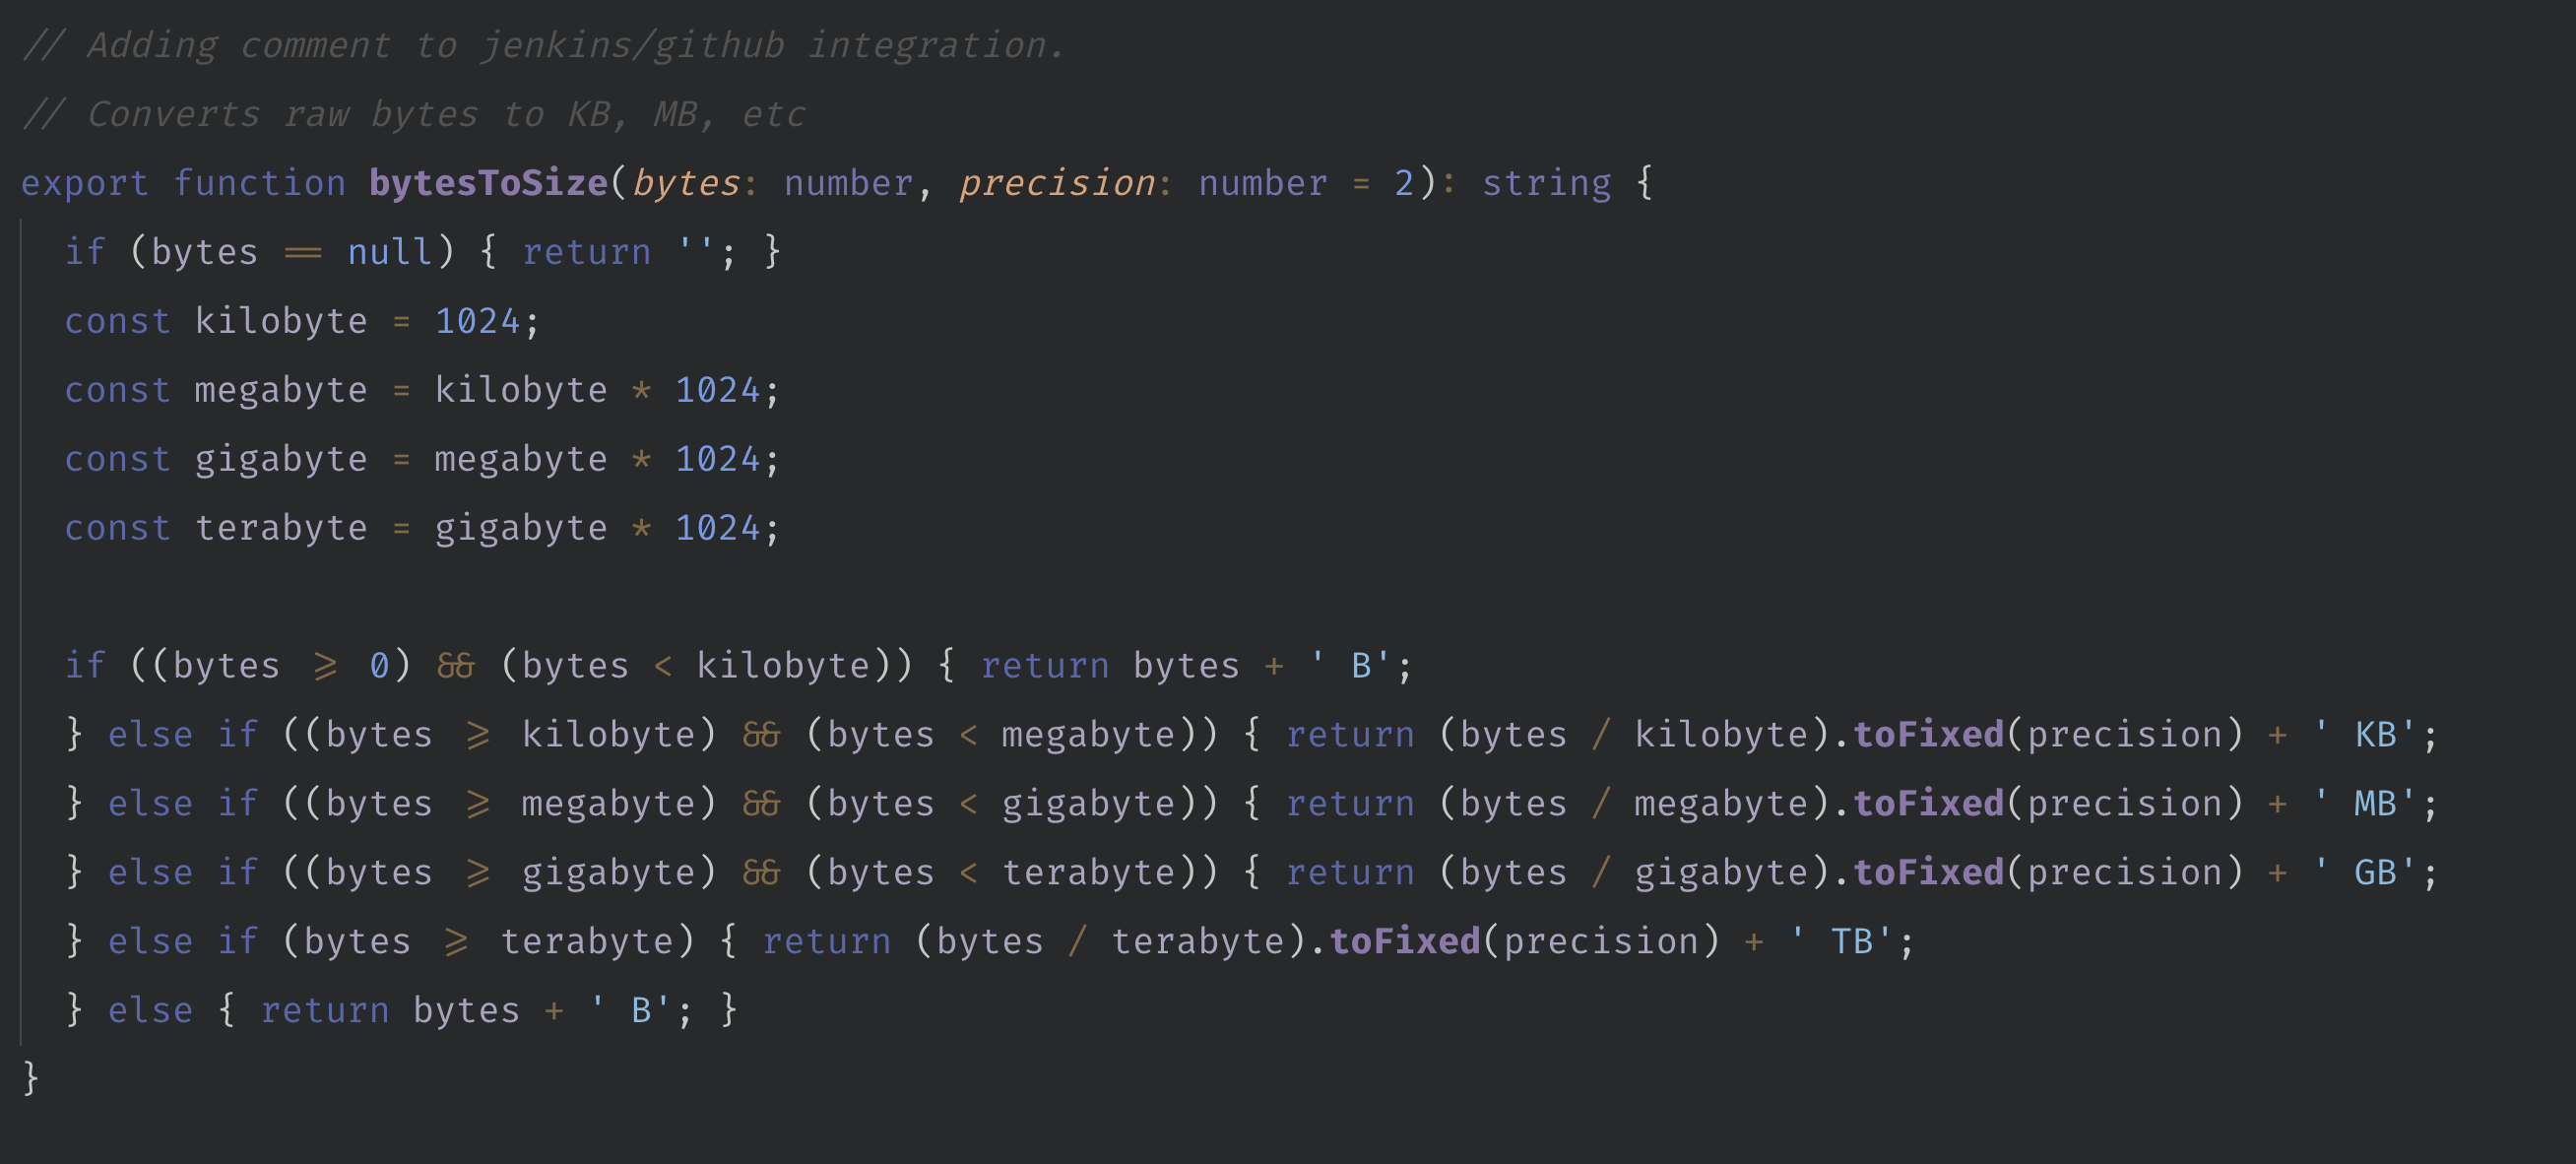 // Adding comment to jenkins/github integration.
// Converts raw bytes to KB, MB, etc
export function bytesToSize(bytes: number, precision: number = 2): string {
  if (bytes == null) { return ''; }
  const kilobyte = 1024;
  const megabyte = kilobyte * 1024;
  const gigabyte = megabyte * 1024;
  const terabyte = gigabyte * 1024;

  if ((bytes >= 0) && (bytes < kilobyte)) { return bytes + ' B';
  } else if ((bytes >= kilobyte) && (bytes < megabyte)) { return (bytes / kilobyte).toFixed(precision) + ' KB';
  } else if ((bytes >= megabyte) && (bytes < gigabyte)) { return (bytes / megabyte).toFixed(precision) + ' MB';
  } else if ((bytes >= gigabyte) && (bytes < terabyte)) { return (bytes / gigabyte).toFixed(precision) + ' GB';
  } else if (bytes >= terabyte) { return (bytes / terabyte).toFixed(precision) + ' TB';
  } else { return bytes + ' B'; }
}